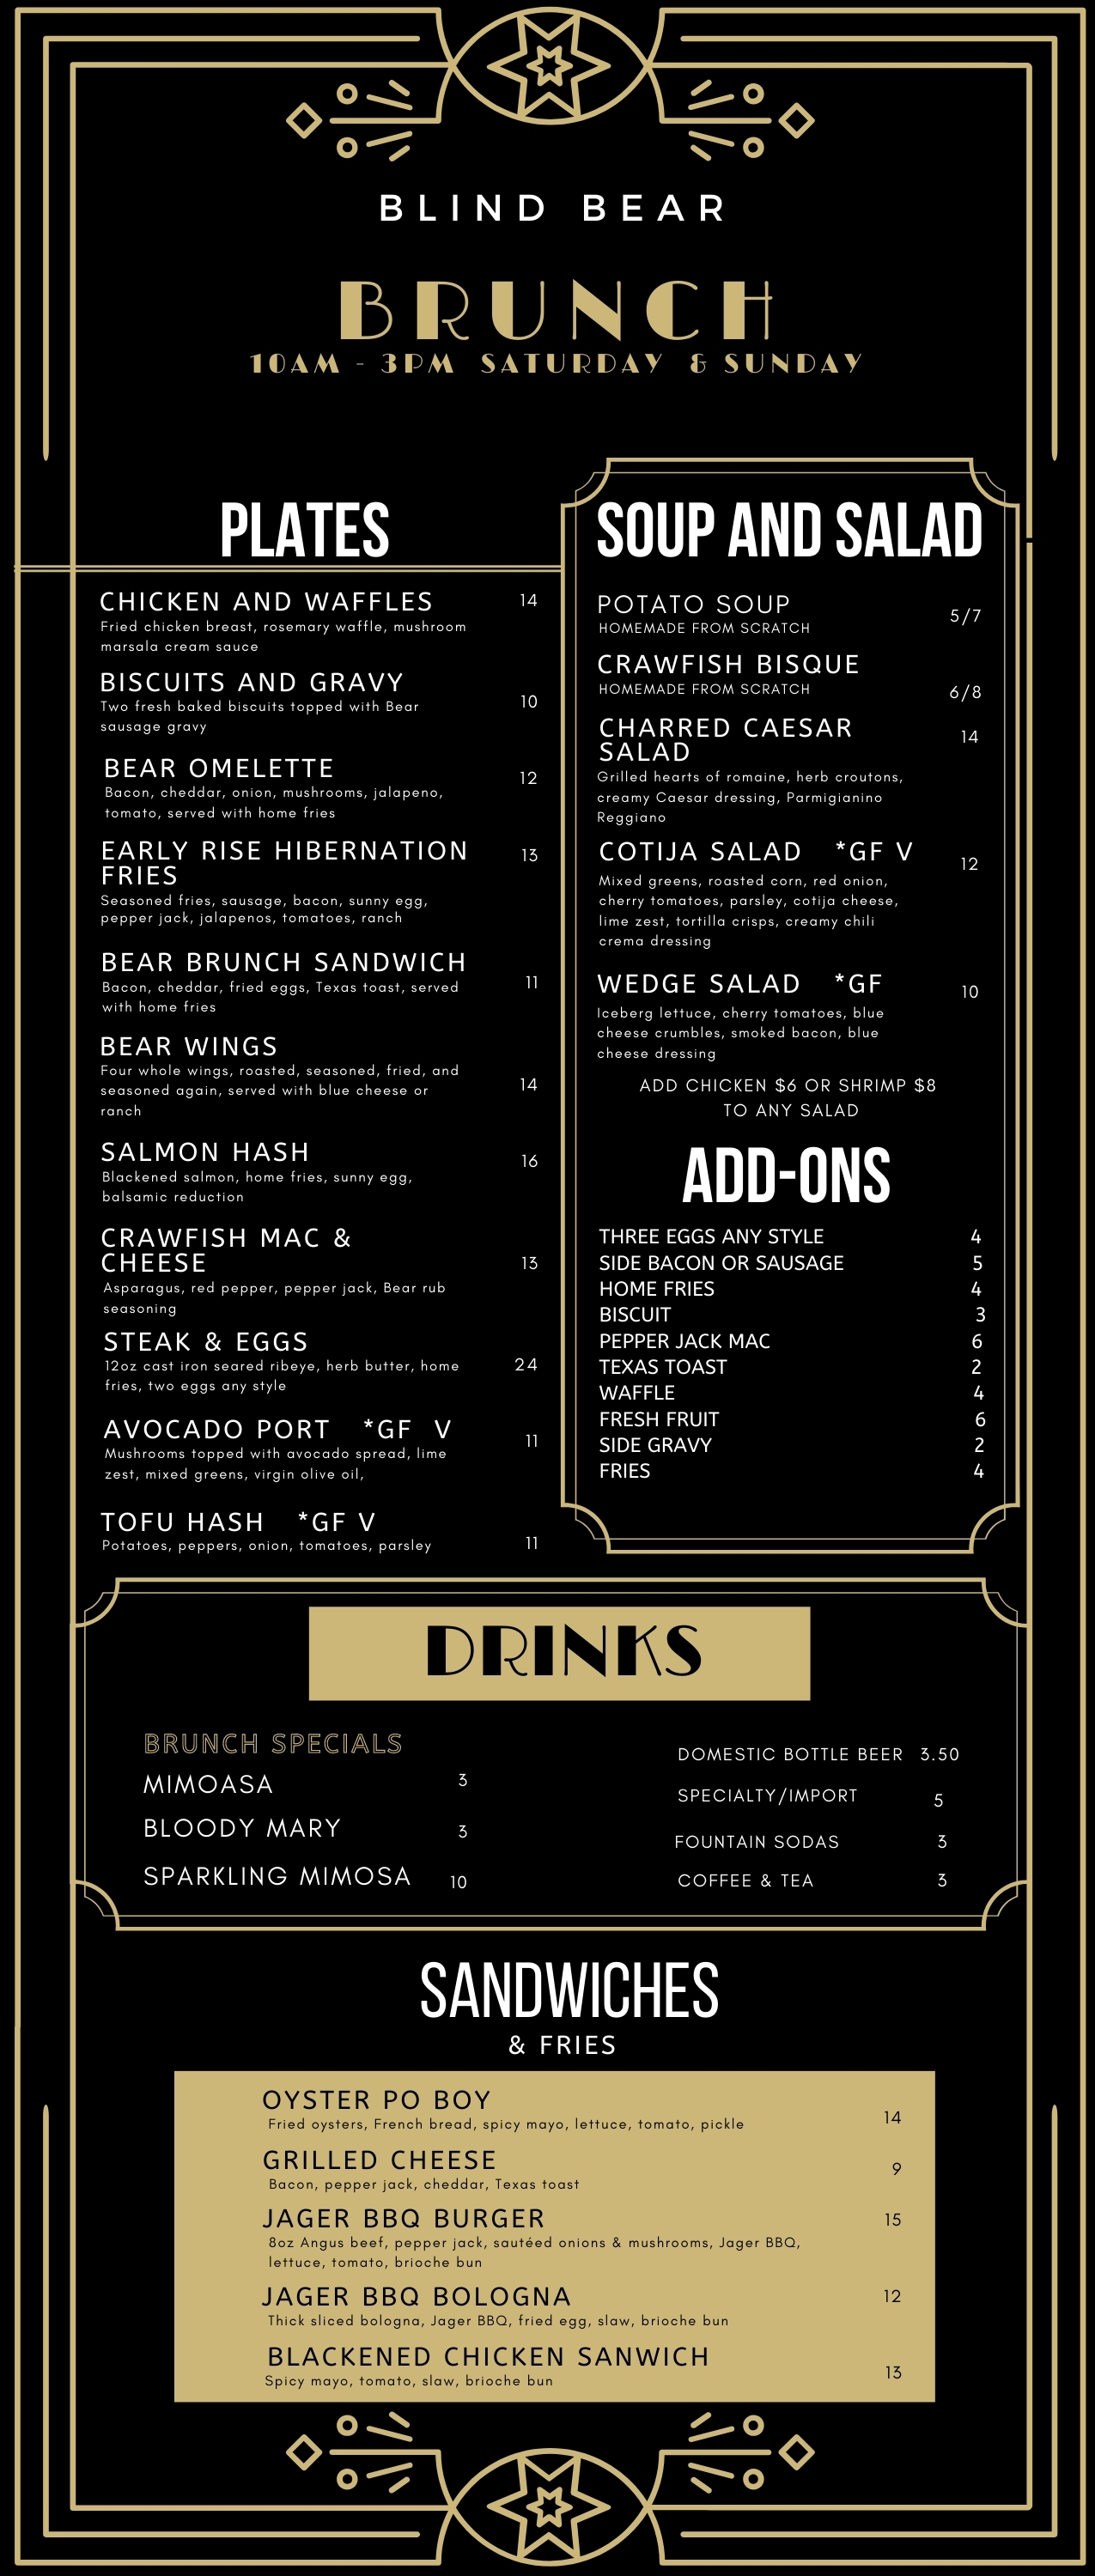 BLIND BEAR
BRUNCH
10AM - 3PM SATURDAY & SUNDAY
PLATES
CHICKEN AND WAFFLES 14
Fried chicken breast, rosemary waffle, mushroom
marsala cream sauce
BISCUITS AND GRAVY
Two fresh baked biscuits topped with Bear 10
sausage gravy
BEAR OMELETTE 12
Bacon, cheddar, onion, mushrooms, jalapeno,
tomato, served with home fries
EARLY RISE HIBERNATION 13
FRIES
Seasoned fries, sausage, bacon, sunny egg,
pepper jack, jalapenos, tomatoes, ranch
BEAR BRUNCH SANDWICH
Bacon, cheddar, fried eggs, Texas toast, served 11
with home fries
BEAR WINGS
Four whole wings, roasted, seasoned, fried, and
seasoned again, served with blue cheese or 14
ranch
SALMON HASH 16
Blackened salmon, home fries, sunny egg,
balsamic reduction
CRAWFISH MAC &
CHEESE 13
Asparagus, red pepper, pepper jack, Bear rub
seasoning
STEAK & EGGS
12oz cast iron seared ribeye, herb butter, home 24
fries, two eggs any style
AVOCADO PORT *GF V 11
Mushrooms topped with avocado spread, lime
zest, mixed greens, virgin olive oil,
TOFU HASH *GF V
Potatoes, peppers, onion, tomatoes, parsley 11
SOUP AND SALAD
POTATO SOUP 5/7
HOMEMADE FROM SCRATCH
CRAWFISH BISQUE
HOMEMADE FROM SCRATCH 6/8
CHARRED CAESAR 14
SALAD
Grilled hearts of romaine, herb croutons,
creamy Caesar dressing, Parmigianino
Reggiano
COTIJA SALAD *GF V 12
Mixed greens, roasted corn, red onion,
cherry tomatoes, parsley, cotija cheese,
lime zest, tortilla crisps, creamy chili
crema dressing
WEDGE SALAD *GF 10
Iceberg lettuce, cherry tomatoes, blue
cheese crumbles, smoked bacon, blue
cheese dressing
ADD CHICKEN $6 OR SHRIMP $8
TO ANY SALAD
ADD-ONS
THREE EGGS ANY STYLE 4
SIDE BACON OR SAUSAGE 5
HOME FRIES 4
BISCUIT 3
PEPPER JACK MAC 6
TEXAS TOAST 2
WAFFLE 4
FRESH FRUIT 6
SIDE GRAVY 2
FRIES 4
DRINKS
BRUNCH SPECIALS
MIMOASA 3
BLOODY MARY 3
SPARKLING MIMOSA 10
DOMESTIC BOTTLE BEER 3.50
SPECIALTY/IMPORT 5
FOUNTAIN SODAS 3
COFFEE & TEA 3
SANDWICHES
& FRIES
OYSTER PO BOY 14
Fried oysters, French bread, spicy mayo, lettuce, tomato, pickle
GRILLED CHEESE 9
Bacon, pepper jack, cheddar, Texas toast
JAGER BBQ BURGER 15
8oz Angus beef, pepper jack, sautéed onions & mushrooms, Jager BBQ,
lettuce, tomato, brioche bun
JAGER BBQ BOLOGNA 12
Thick sliced bologna, Jager BBQ, fried egg, slaw, brioche bun
BLACKENED CHICKEN SANWICH 13
Spicy mayo, tomato, slaw, brioche bun